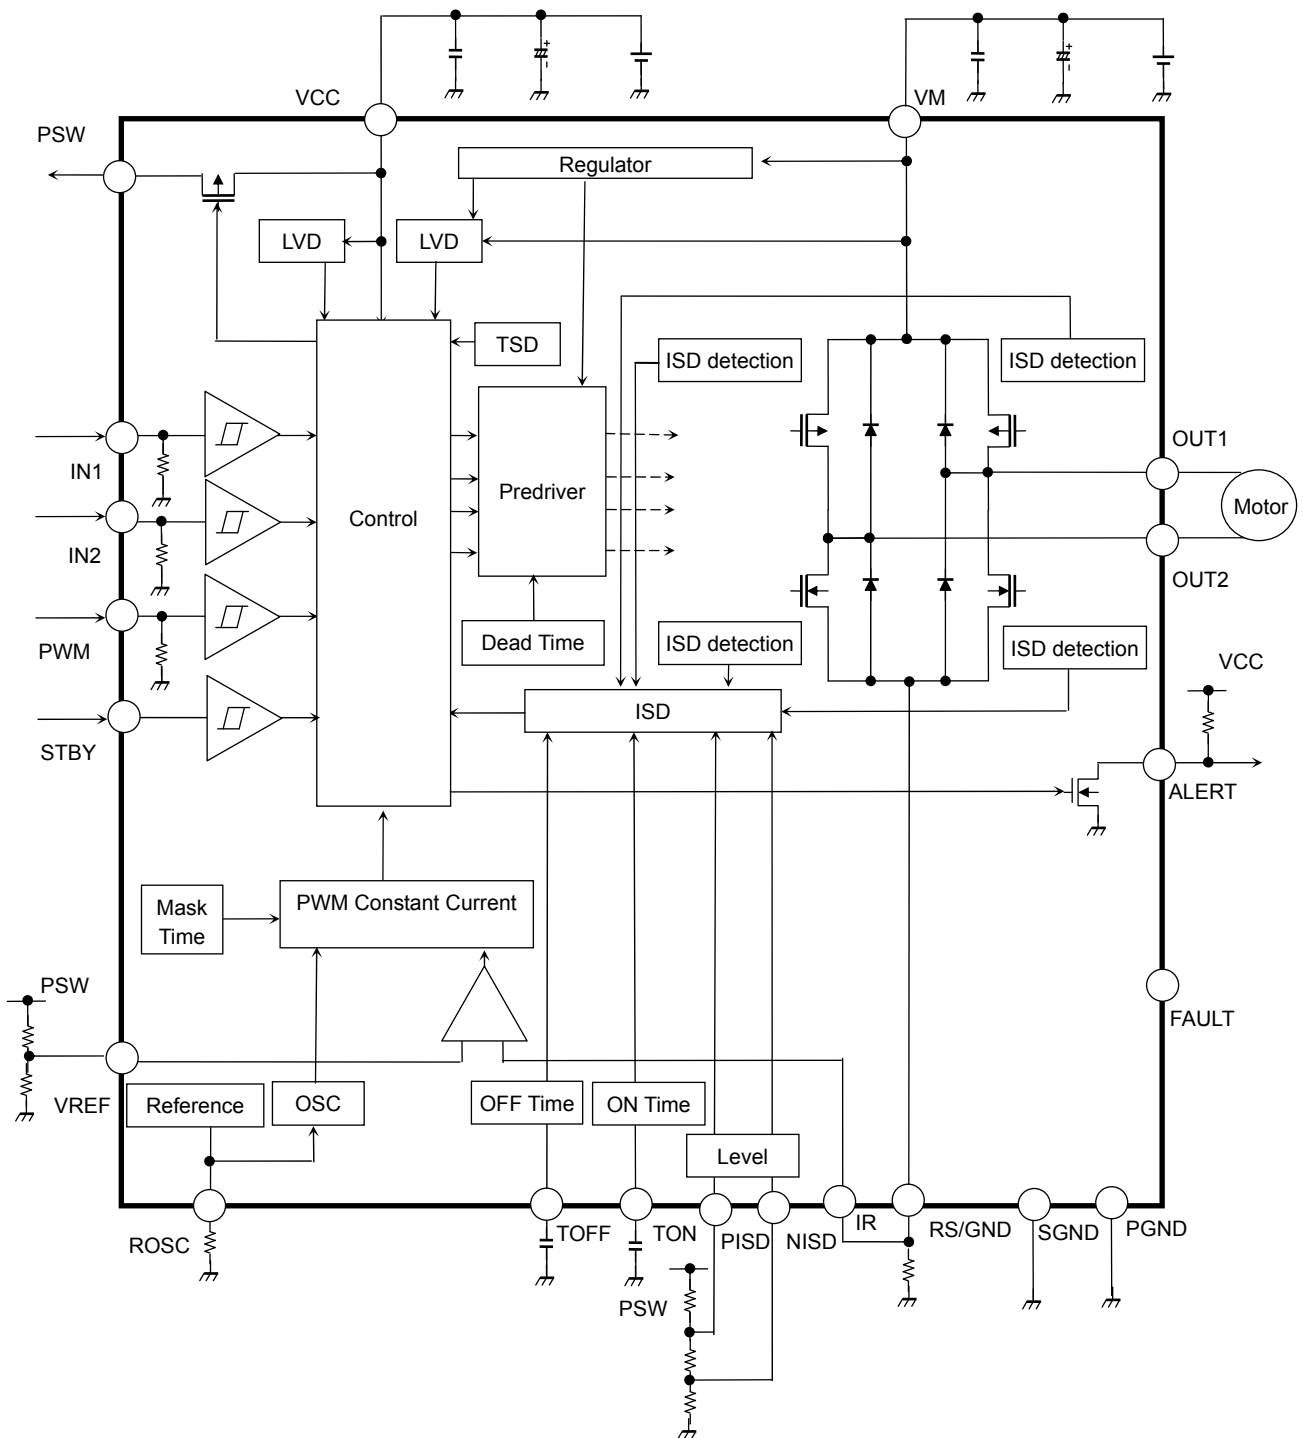 VCC
VM
PSW
Regulator
LVD
LVD
TSD
ISD detection
ISD detection
IN1
OUT1
Control
Predriver
Motor
IN2
OUT2
PWM
Dead Time
ISD detection
ISD detection
VCC
ISD
STBY
ALERT
PWM Constant Current
Mask
Time
PSW
FAULT
VREF
Reference
OSC
OFF Time
ON Time
Level
ROSC
TOFF
TON
PISD
NISD
IR
RS/GND
SGND
PGND
PSW
+
-
+
-